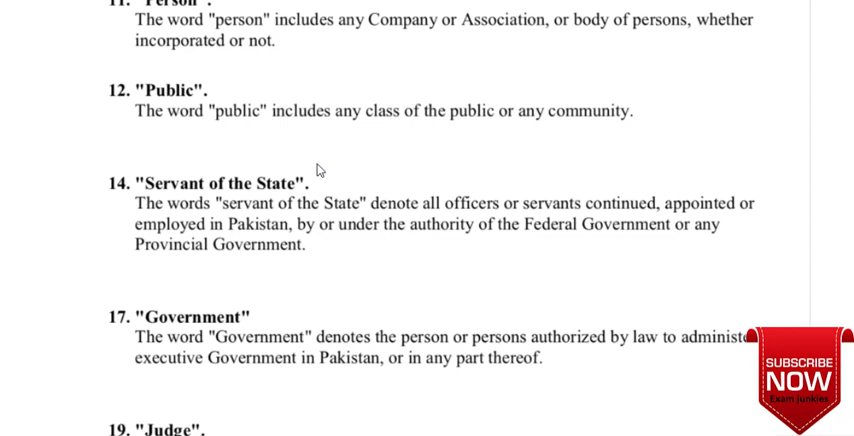 11. "Person".
The word "person" includes any Company or Association, or body of persons, whether
incorporated or not.
12. "Public".
The word "public" includes any class of the public or any community.
14. "Servant of the State".
The words "servant of the State" denote all officers or servants continued, appointed or
employed in Pakistan, by or under the authority of the Federal Government or any
Provincial Government.
17. "Government"
The word "Government" denotes the person or persons authorized by law to
executive Government in Pakistan, or in any part thereof.
SUBSCRIBE
NOW
Exam Junkies
19. "Judge".